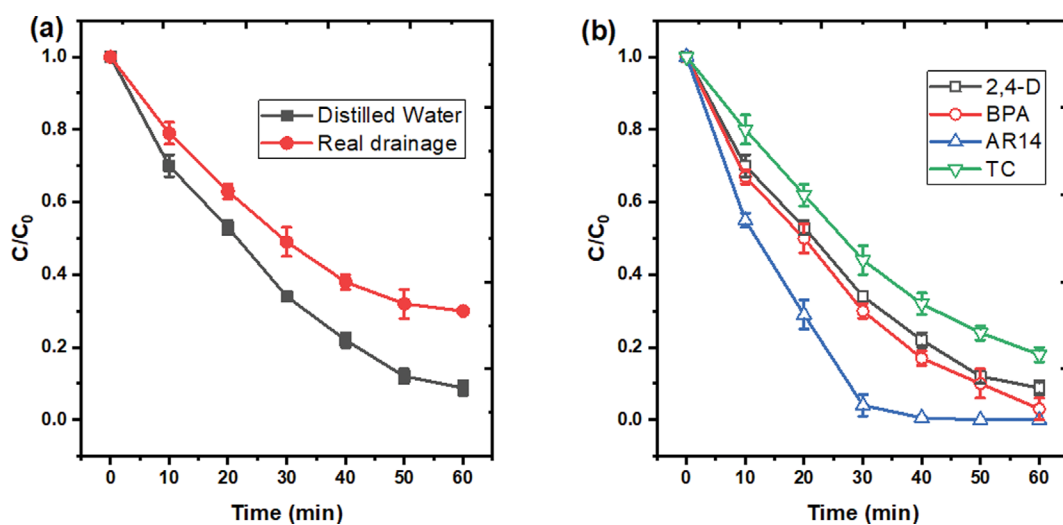 (a)
Distilled Water
Real drainage
C/C0
1.0
0.8
0.6
0.4
0.2
0.0
0 10 20 30 40 50 60
Time (min)
(b)
2,4-D
BPA
AR14
TC
C/C0
1.0
0.8
0.6
0.4
0.2
0.0
0 10 20 30 40 50 60
Time (min)